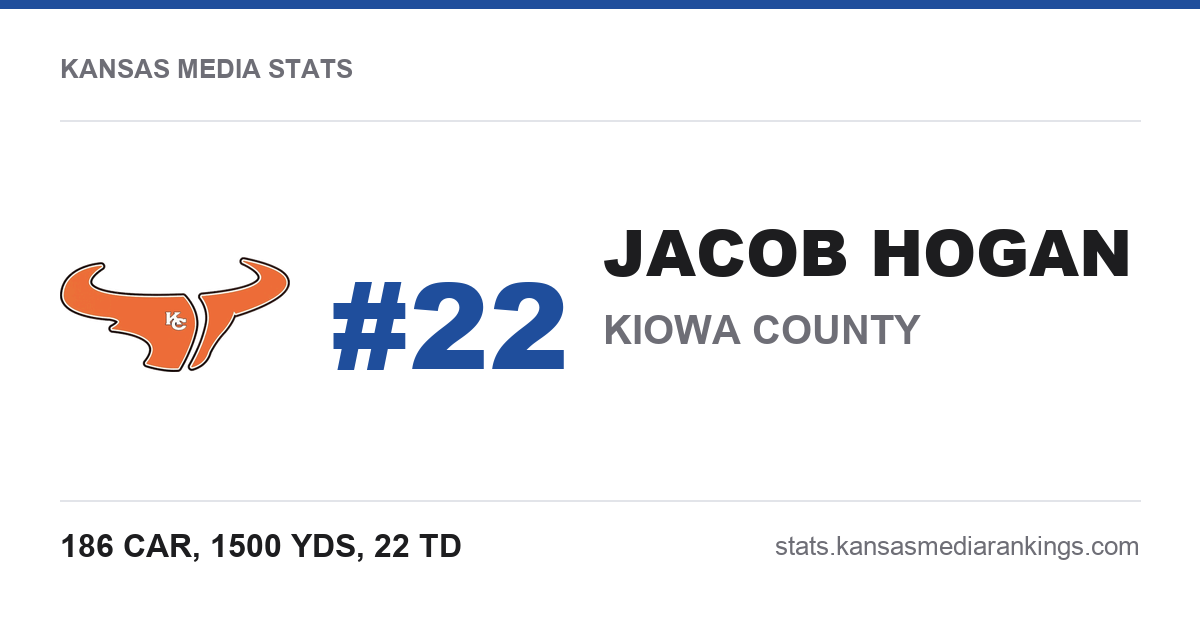 KANSAS MEDIA STATS
KC
#22
JACOB HOGAN
KIOWA COUNTY
186 CAR, 1500 YDS, 22 TD
stats.kansasmediarankings.com